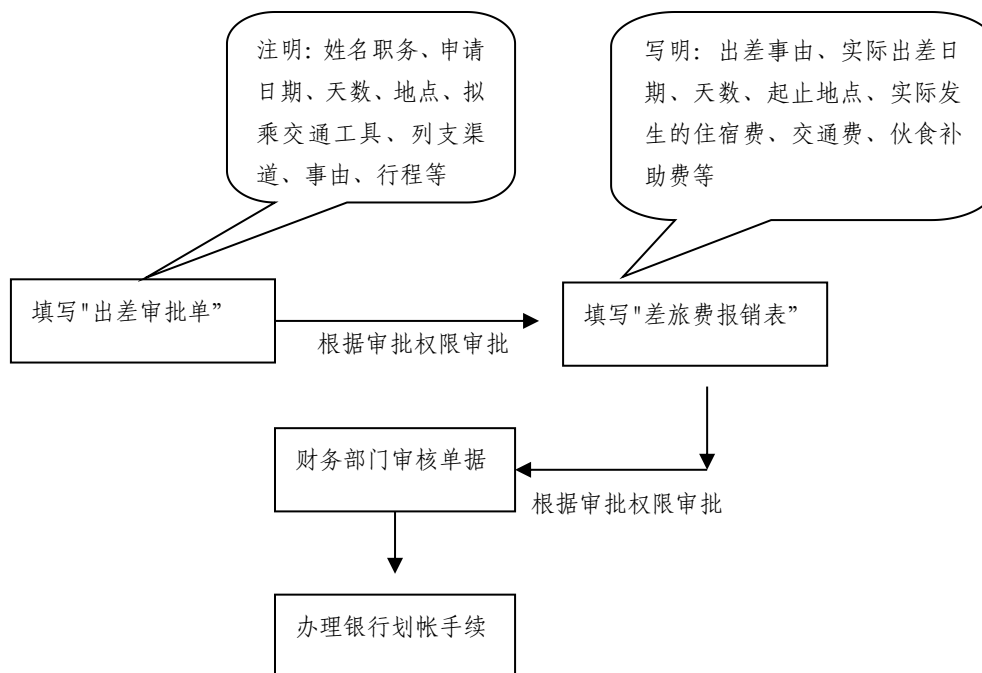 注明：姓名职务、申请
日期、天数、地点、拟
乘交通工具、列支渠
道、事由、行程等
写明：出差事由、实际出差日
期、天数、起止地点、实际发
生的住宿费、交通费、伙食补
助费等
填写"出差审批单”
根据审批权限审批
填写"差旅费报销表”
财务部门审核单据
根据审批权限审批
办理银行划帐手续